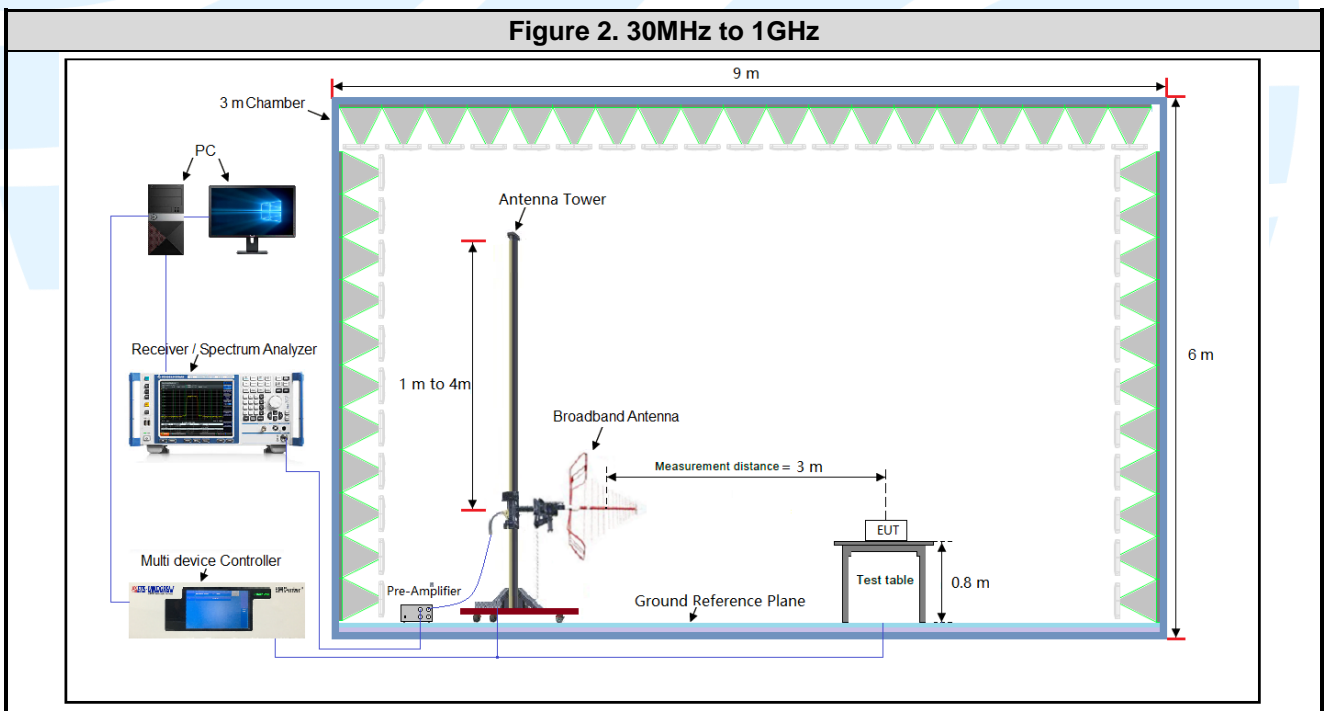 Figure 2. 30MHz to 1GHz
9 m
3 m Chamber
PC
Antenna Tower
Receiver / Spectrum Analyzer
1 m to 4m
6 m
Broadband Antenna
Measurement distance = 3 m
EUT
Multi device Controller
Test table
0.8 m
Pre-Amplifier
Ground Reference Plane